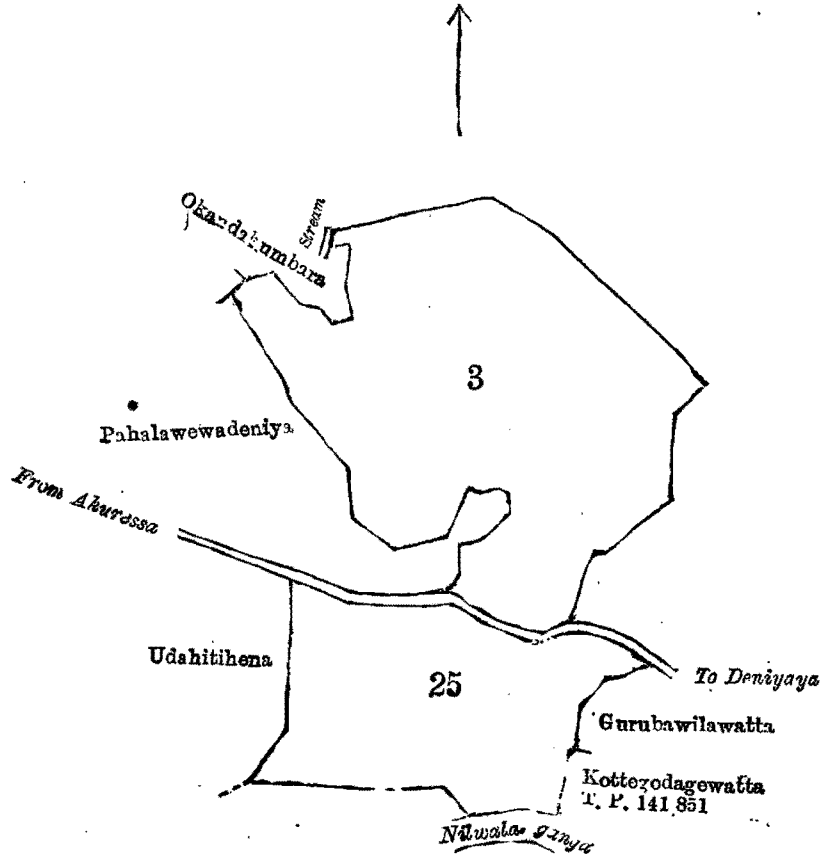 Stream
Okandakumbara
3
Pahalawewadeniya
From Akuressa
Udahitihena
25
To Deniyaya
Gurubawilawatta
Kottegodagewatta
T. P. 141,851
Nilwala ganga